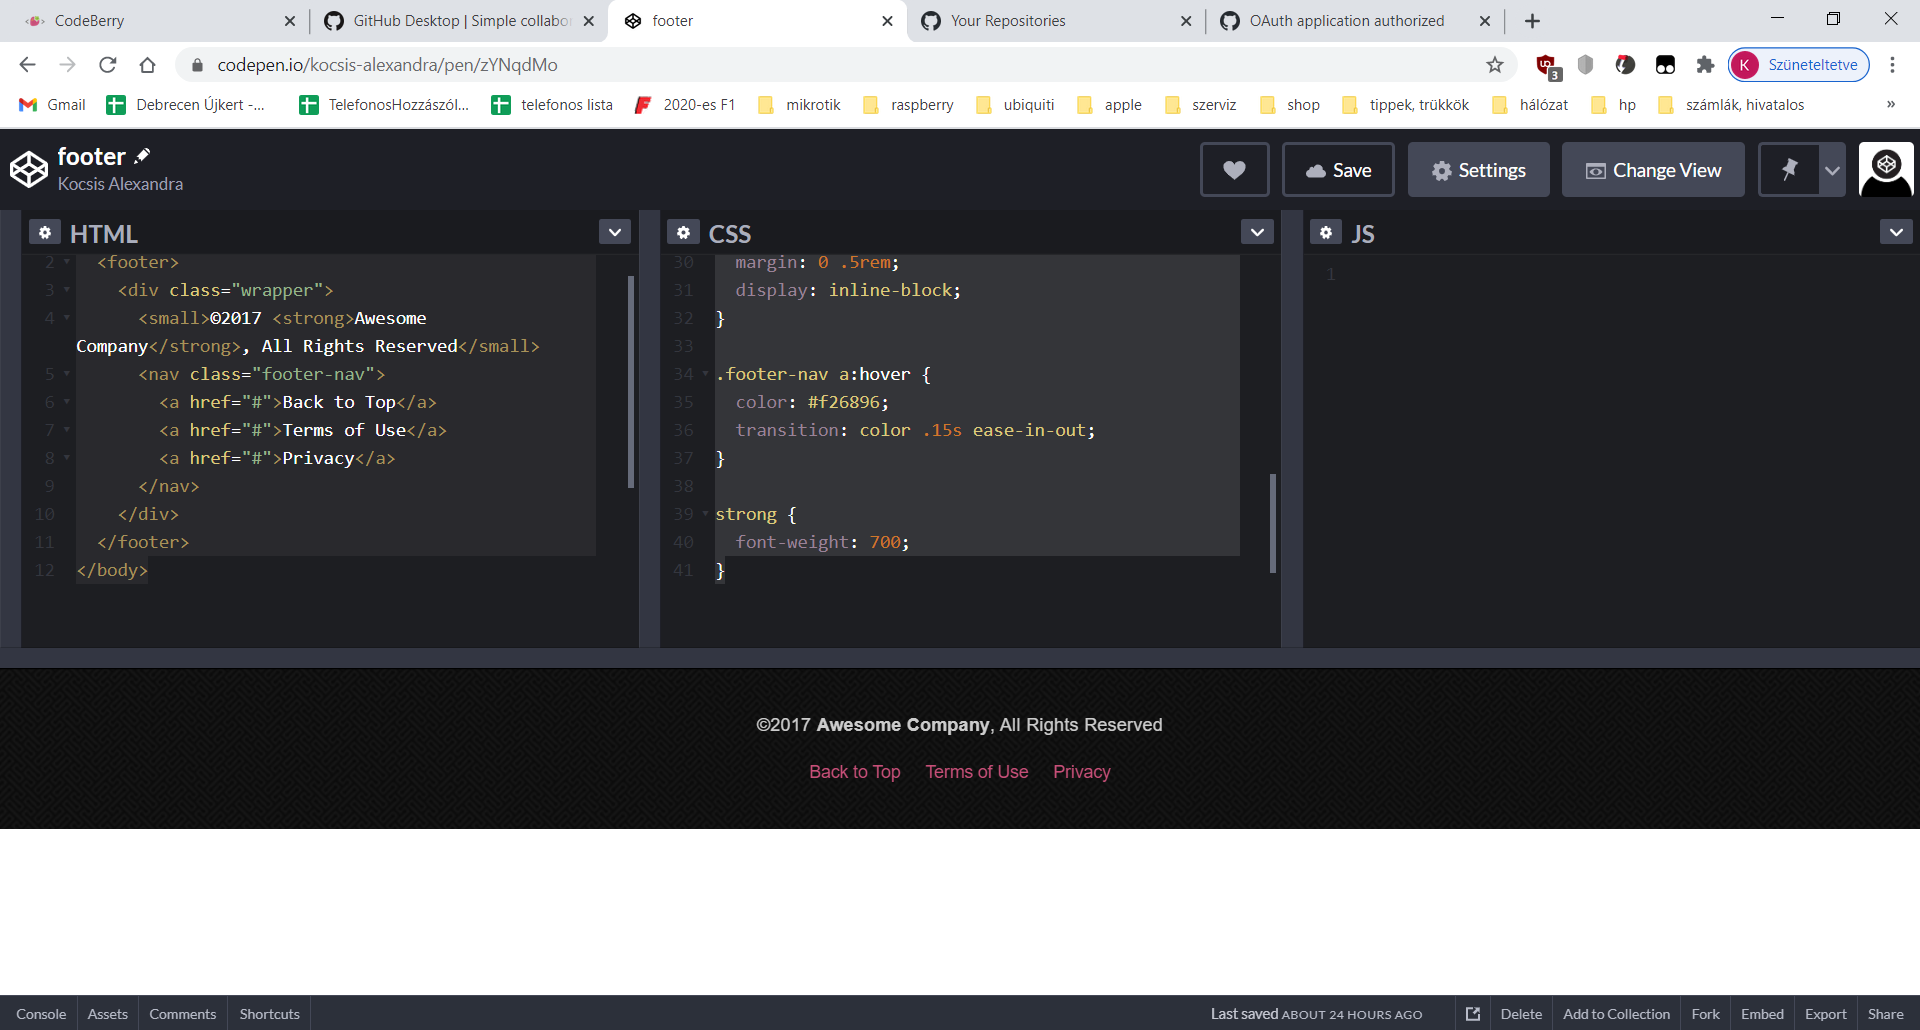 CodeBerry
GitHub Desktop | Simple collabo
footer
Your Repositories
OAuth application authorized
codepen.io/kocsis-alexandra/pen/zYNqdMo
3
K Szüneteltetve
Gmail
Debrecen Újkert -...
TelefonosHozzászól...
telefonos lista
2020-es F1
mikrotik
raspberry
ubiquiti
apple
szerviz
shop
tippek, trükkök
hálózat
hp
számlák, hivatalos
»
footer
Kocsis Alexandra
Save
Settings
Change View
HTML
2 <footer>
3 <div class="wrapper">
4 <small>©2017 <strong>Awesome
Company</strong>, All Rights Reserved</small>
5 <nav class="footer-nav">
6 <a href="#">Back to Top</a>
7 <a href="#">Terms of Use</a>
8 <a href="#">Privacy</a>
9 </nav>
10 </div>
11 </footer>
12 </body>
CSS
30 margin: 0 .5rem;
31 display: inline-block;
32 }
33
34 .footer-nav a:hover {
35 color: #f26896;
36 transition: color .15s ease-in-out;
37 }
38
39 strong {
40 font-weight: 700;
41 }
JS
1
©2017 Awesome Company, All Rights Reserved
Back to Top Terms of Use Privacy
Console Assets Comments Shortcuts
Last saved ABOUT 24 HOURS AGO
Delete Add to Collection Fork Embed Export Share